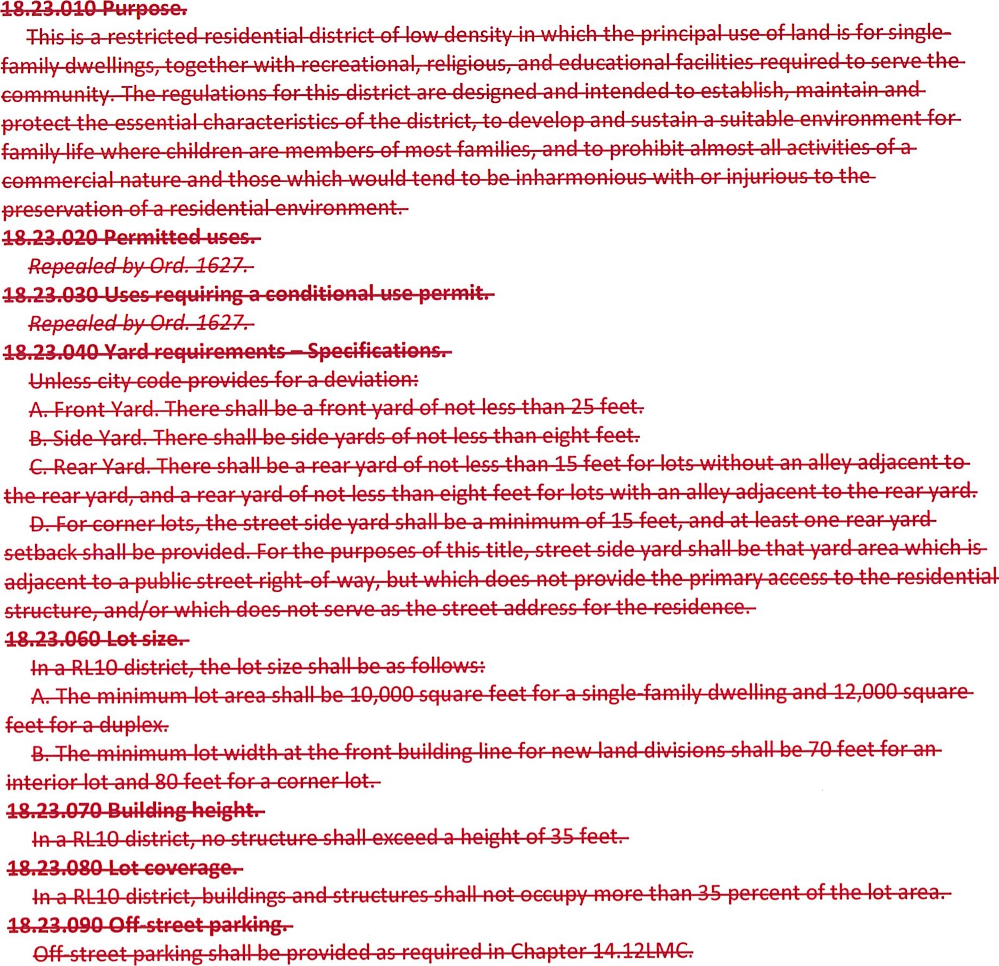 18.23.010 Purpose.
This is a restricted residential district of low density in which the principal use of land is for single-
family dwellings, together with recreational, religious, and educational facilities required to serve the
community. The regulations for this district are designed and intended to establish, maintain and
protect the essential characteristics of the district, to develop and sustain a suitable environment for
family life where children are members of most families, and to prohibit almost all activities of a
commercial nature and those which would tend to be inharmonious with or injurious to the
preservation of a residential environment.
18.23.020 Permitted uses.
Repealed by Ord. 1627.
18.23.030 Uses requiring a conditional use permit.
Repealed by Ord. 1627.
18.23.040 Yard requirements – Specifications.
Unless city code provides for a deviation:
A. Front Yard. There shall be a front yard of not less than 25 feet.
B. Side Yard. There shall be side yards of not less than eight feet.
C. Rear Yard. There shall be a rear yard of not less than 15 feet for lots without an alley adjacent to
the rear yard, and a rear yard of not less than eight feet for lots with an alley adjacent to the rear yard.
D. For corner lots, the street side yard shall be a minimum of 15 feet, and at least one rear yard
setback shall be provided. For the purposes of this title, street side yard shall be that yard area which is
adjacent to a public street right-of-way, but which does not provide the primary access to the residential
structure, and/or which does not serve as the street address for the residence.
18.23.060 Lot size.
In a RL10 district, the lot size shall be as follows:
A. The minimum lot area shall be 10,000 square feet for a single-family dwelling and 12,000 square
feet for a duplex.
B. The minimum lot width at the front building line for new land divisions shall be 70 feet for an
interior lot and 80 feet for a corner lot.
18.23.070 Building height.
In a RL10 district, no structure shall exceed a height of 35 feet.
18.23.080 Lot coverage.
In a RL10 district, buildings and structures shall not occupy more than 35 percent of the lot area.
18.23.090 Off-street parking.
Off-street parking shall be provided as required in Chapter 14.12LMC.